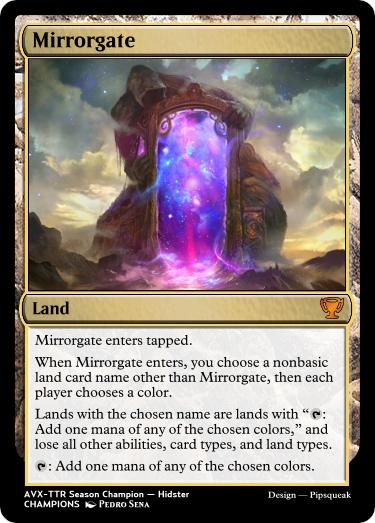 Mirrorgate
Land
Mirrorgate enters tapped.
When Mirrorgate enters, you choose a nonbasic
land card name other than Mirrorgate, then each
player chooses a color.
Lands with the chosen name are lands with “:
Add one mana of any of the chosen colors,” and
lose all other abilities, card types, and land types.
: Add one mana of any of the chosen colors.
AVX-TTR Season Champion — Hidster
Design — Pipsqueak
CHAMPIONS Pedro Sena